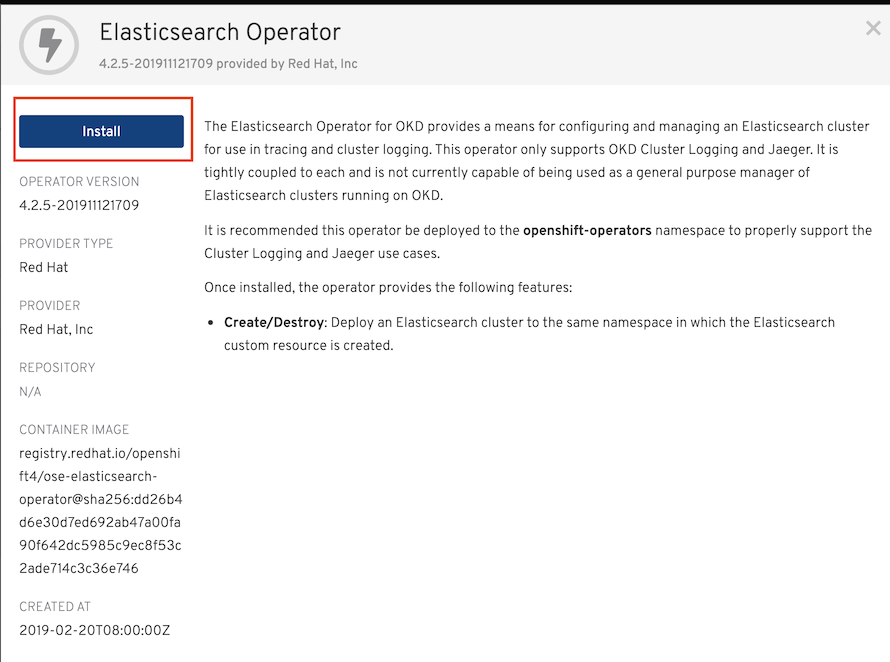 Elasticsearch Operator
4.2.5-201911121709 provided by Red Hat, Inc
Install
OPERATOR VERSION
4.2.5-201911121709
PROVIDER TYPE
Red Hat
PROVIDER
Red Hat, Inc
REPOSITORY
N/A
CONTAINER IMAGE
registry.redhat.io/openshi
ft4/ose-elasticsearch-
operator@sha256:dd26b4
d6e30d7ed692ab47a00fa
90f642dc5985c9ec8f53c
2ade714c3c36e746
CREATED AT
2019-02-20T08:00:00Z
The Elasticsearch Operator for OKD provides a means for configuring and managing an Elasticsearch cluster
for use in tracing and cluster logging. This operator only supports OKD Cluster Logging and Jaeger. It is
tightly coupled to each and is not currently capable of being used as a general purpose manager of
Elasticsearch clusters running on OKD.
It is recommended this operator be deployed to the openshift-operators namespace to properly support the
Cluster Logging and Jaeger use cases.
Once installed, the operator provides the following features:
• Create/Destroy: Deploy an Elasticsearch cluster to the same namespace in which the Elasticsearch
custom resource is created.